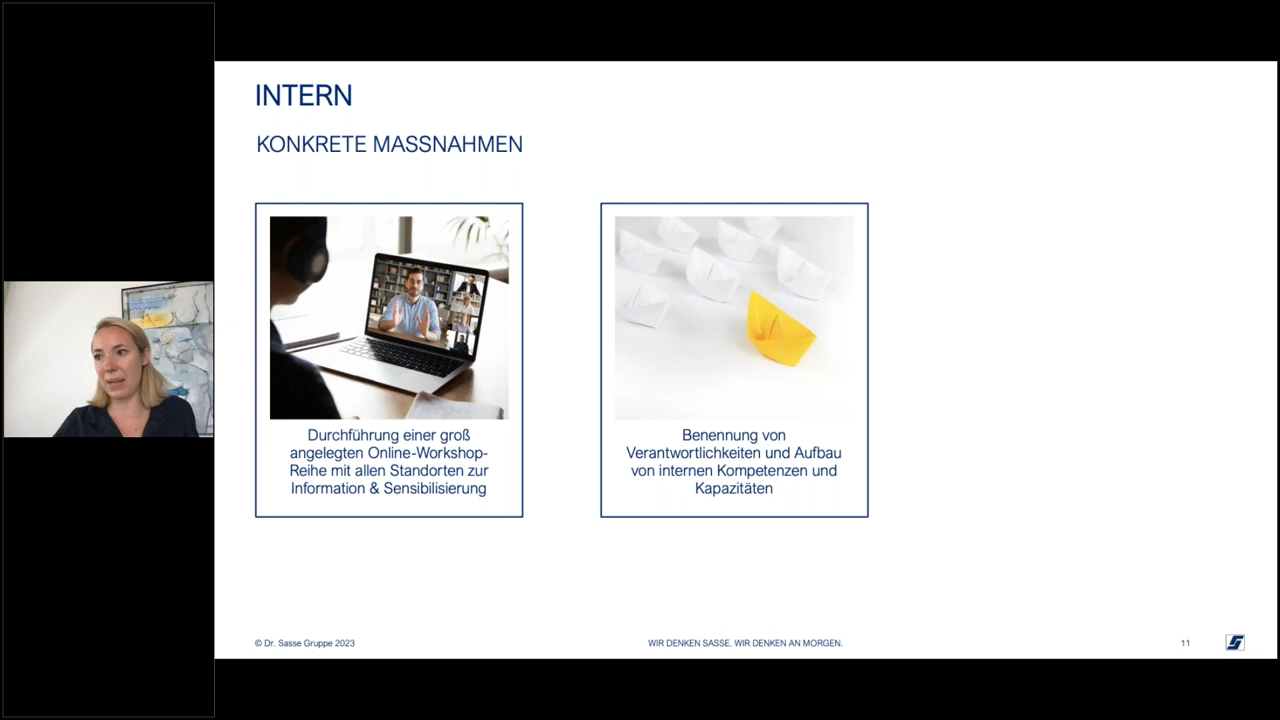 INTERN
KONKRETE MASSNAHMEN
Durchführung einer groß
angelegten Online-Workshop-
Reihe mit allen Standorten zur
Information & Sensibilisierung
Benennung von
Verantwortlichkeiten und Aufbau
von internen Kompetenzen und
Kapazitäten
© Dr. Sasse Gruppe 2023
WIR DENKEN SASSE. WIR DENKEN AN MORGEN.
11